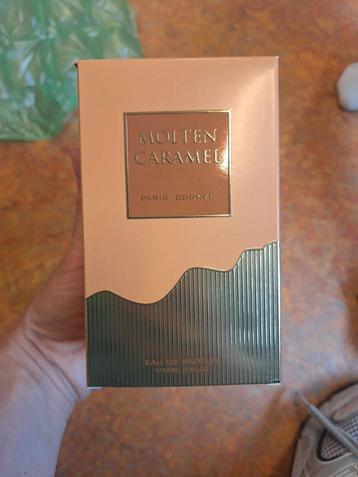 MOLTEN
CARAMEL
PARIS CORNER
EAU DE PARFUM